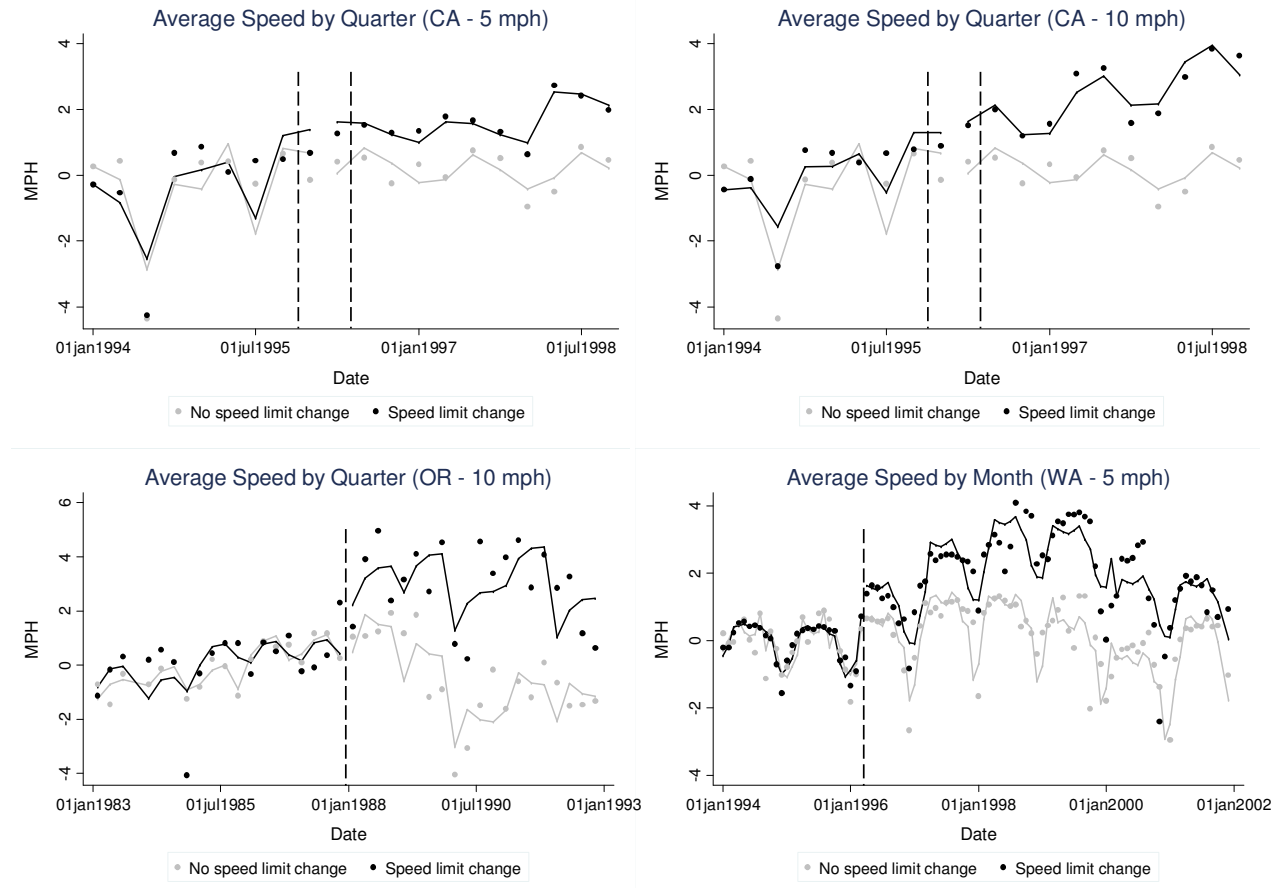 Average Speed by Quarter (CA - 5 mph)
4
2
0
-2
-4
MPH
01jan1994
01jul1995
01jan1997
01jul1998
Date
No speed limit change
Speed limit change
Average Speed by Quarter (CA - 10 mph)
4
2
0
-2
-4
MPH
01jan1994
01jul1995
01jan1997
01jul1998
Date
No speed limit change
Speed limit change
Average Speed by Quarter (OR - 10 mph)
6
4
2
0
-2
-4
MPH
01jan1983
01jul1985
01jan1988
01jul1990
01jan1993
Date
No speed limit change
Speed limit change
Average Speed by Month (WA - 5 mph)
4
2
0
-2
-4
MPH
01jan1994
01jan1996
01jan1998
01jan2000
01jan2002
Date
No speed limit change
Speed limit change